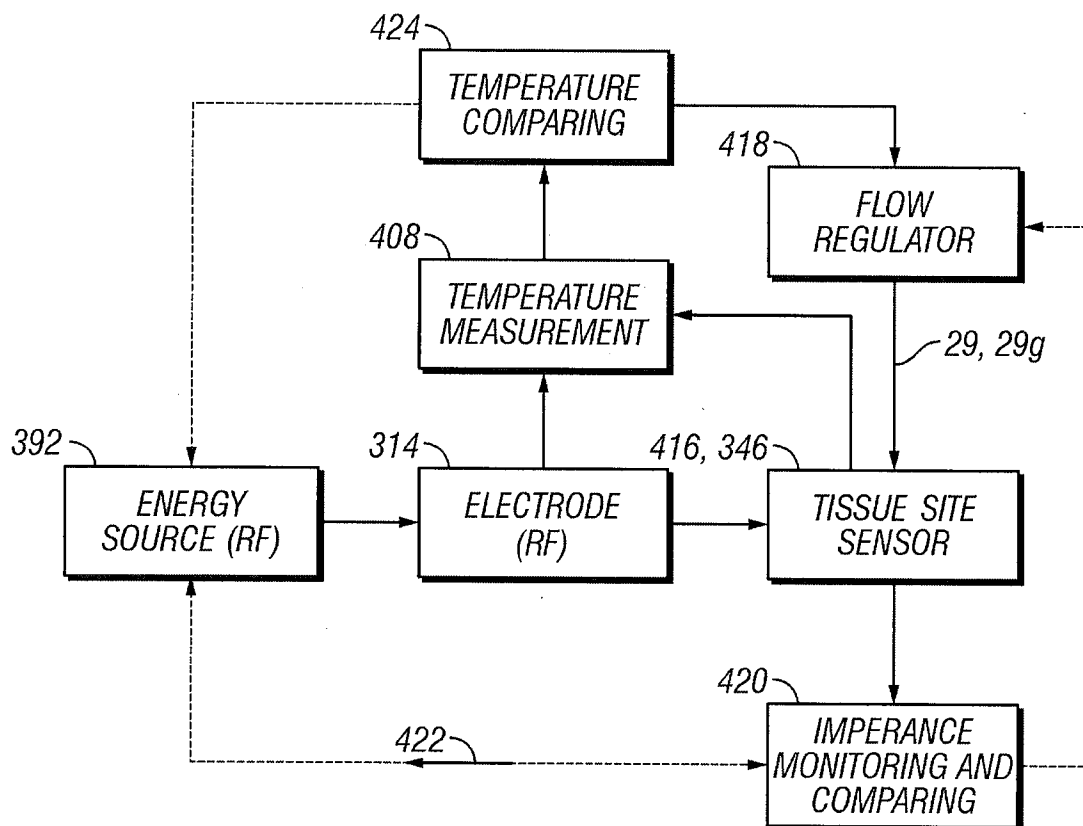 424
TEMPERATURE
COMPARING
418
FLOW
REGULATOR
408
TEMPERATURE
MEASUREMENT
29, 29g
392
ENERGY
SOURCE (RF)
314
ELECTRODE
(RF)
416, 346
TISSUE SITE
SENSOR
420
IMPERANCE
MONITORING AND
COMPARING
422